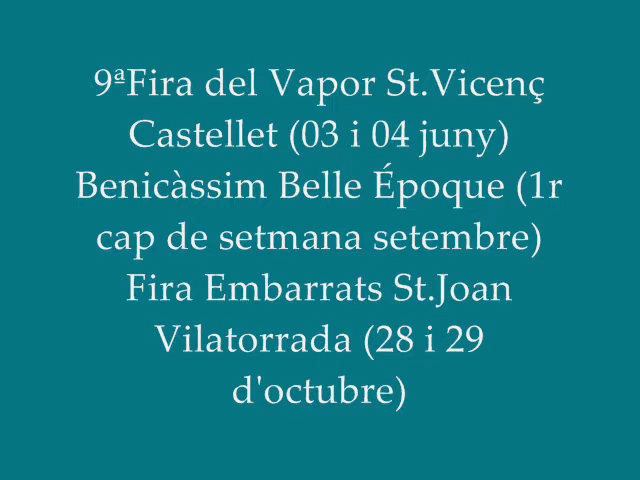 9ªFira del Vapor St.Vicenç
Castellet (03 i 04 juny)
Benicàssim Belle Époque (1r
cap de setmana setembre)
Fira Embarrats St.Joan
Vilatorrada (28 i 29
d'octubre)